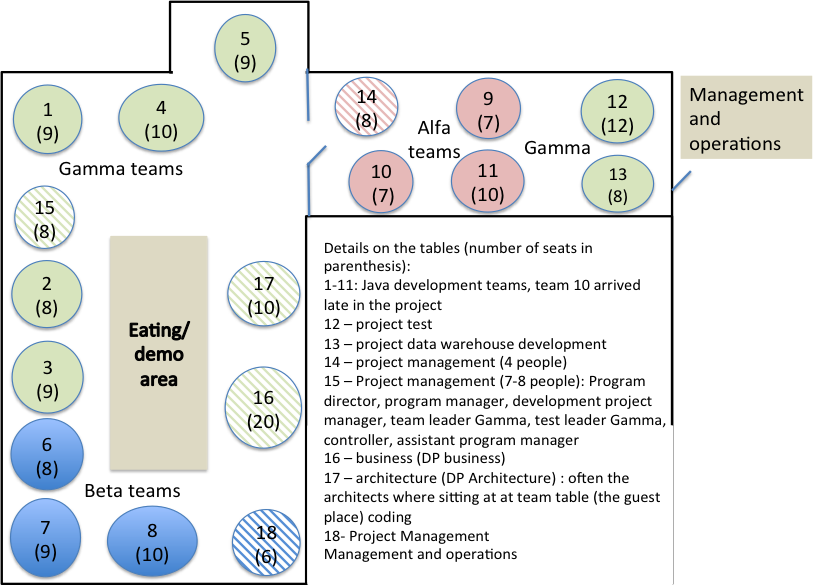 5
(9)
1
(9)
4
(10)
14
(8)
9
(7)
12
(12)
Management
and
operations
Alfa
teams
Gamma
Gamma teams
10
(7)
11
(10)
13
(8)
15
(8)
2
(8)
17
(10)
Eating/
demo
area
3
(9)
16
(20)
6
(8)
Beta teams
7
(9)
8
(10)
18
(6)
Details on the tables (number of seats in
parenthesis):
1-11: Java development teams, team 10 arrived
late in the project
12 – project test
13 – project data warehouse development
14 – project management (4 people)
15 – Project management (7-8 people): Program
director, program manager, development project
manager, team leader Gamma, test leader Gamma,
controller, assistant program manager
16 – business (DP business)
17 – architecture (DP Architecture) : often the
architects where sitting at at team table (the guest
place) coding
18- Project Management
Management and operations